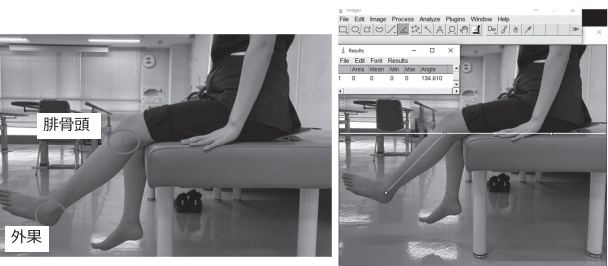 腓骨頭
外果
ImageJ
File Edit Image Process Analyze Plugins Window Help
Dev
Results
File Edit Font Results
Area Mean Min Max Angle
1 0 0 0 0 134.610